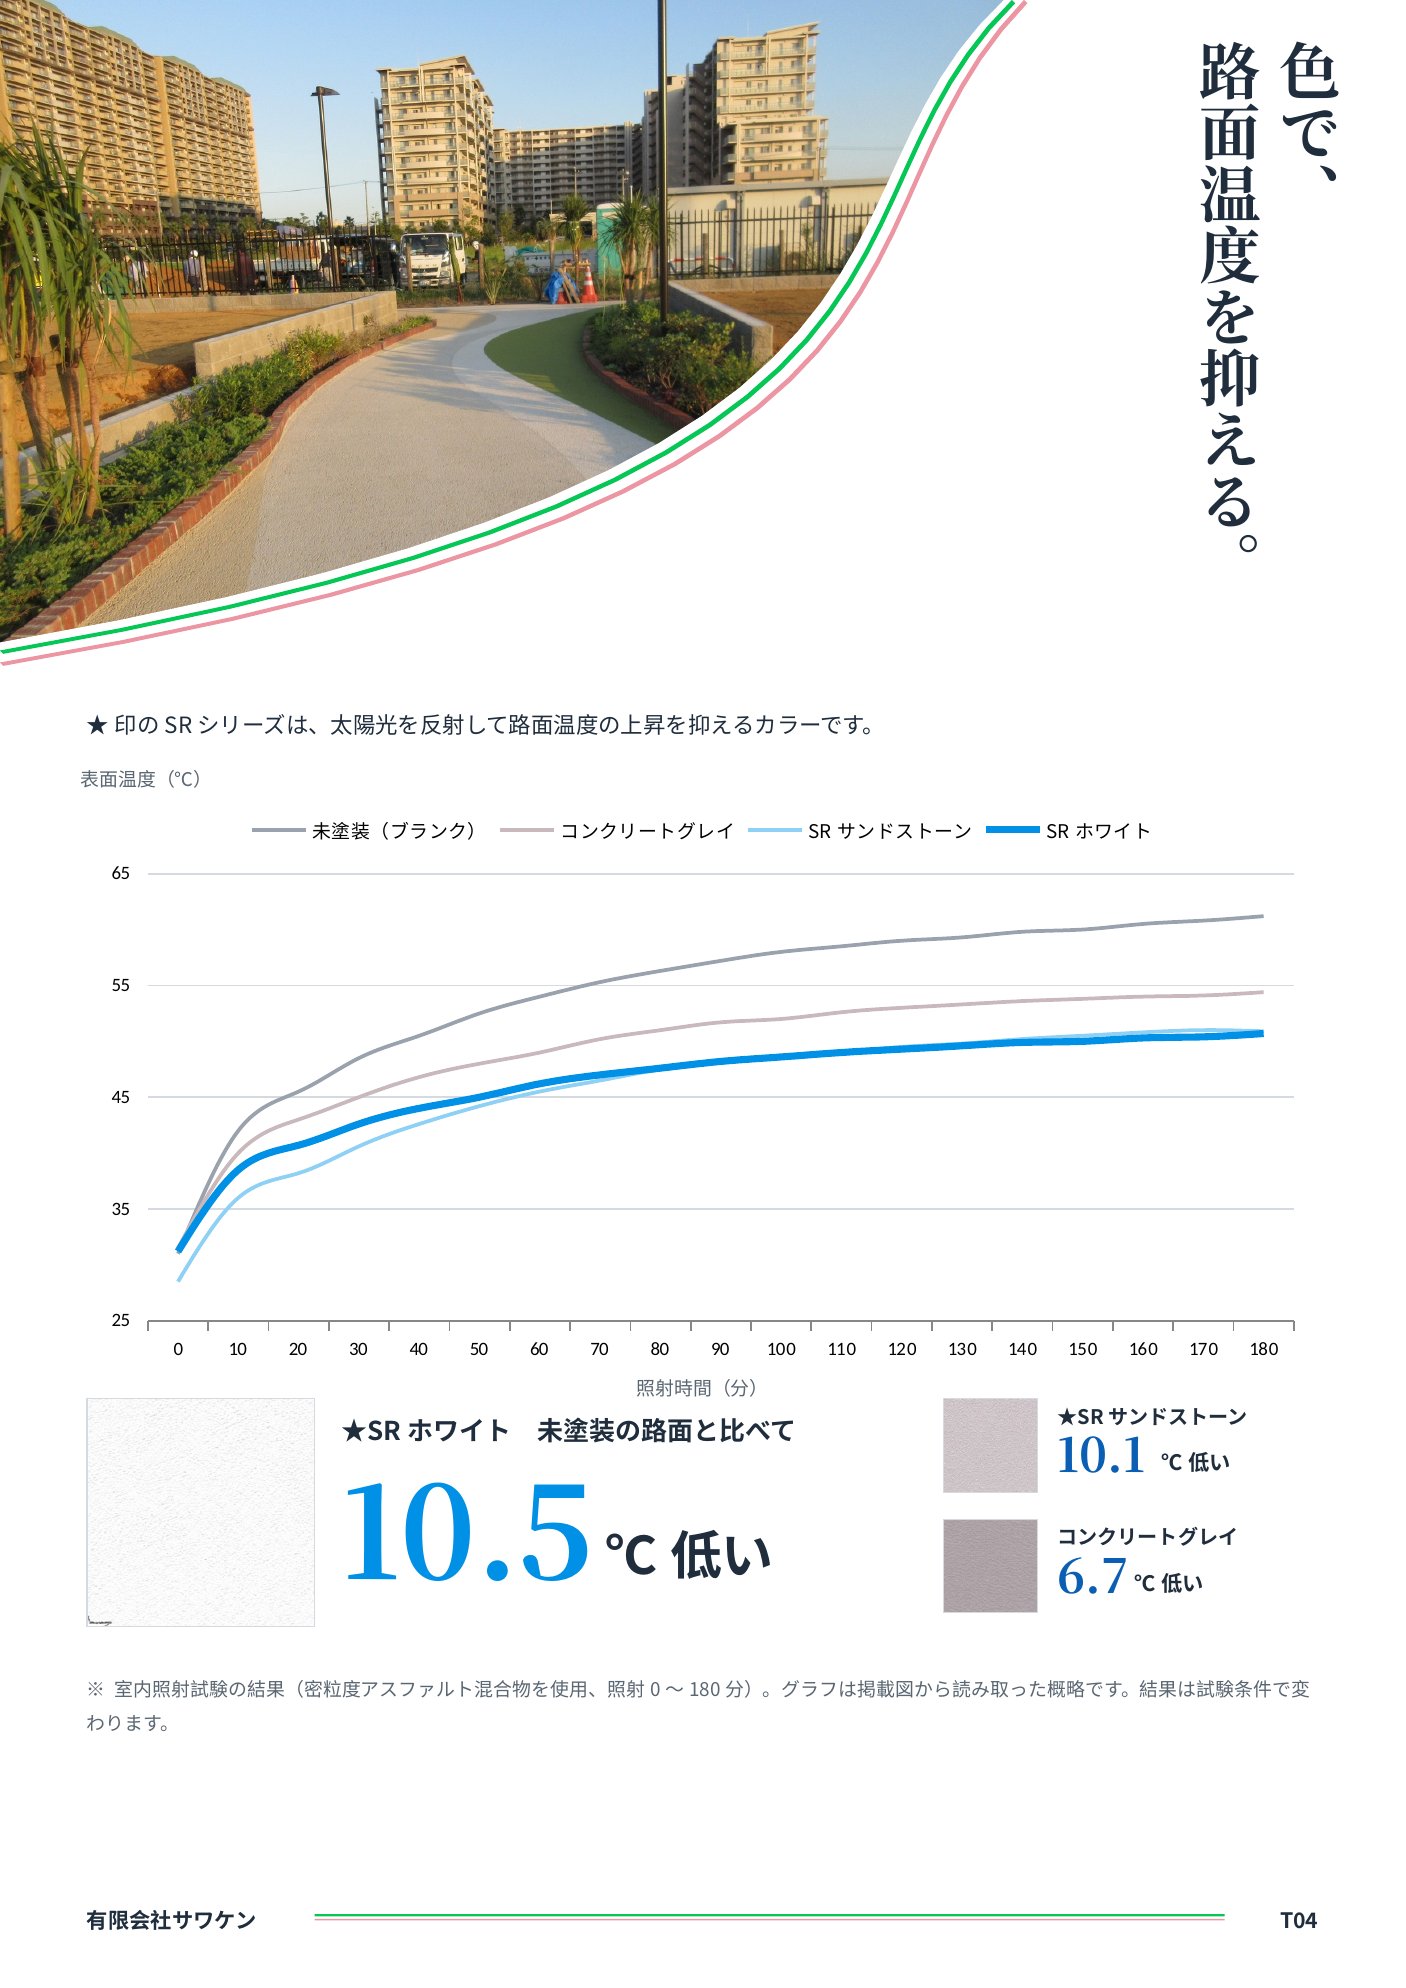 色で、
路面温度を抑える。
★ 印の SR シリーズは、太陽光を反射して路面温度の上昇を抑えるカラーです。
表面温度（℃）
未塗装（ブランク） コンクリートグレイ SR サンドストーン SR ホワイト
65
55
45
35
25
0 10 20 30 40 50 60 70 80 90 100 110 120 130 140 150 160 170 180
照射時間（分）
★SR ホワイト　未塗装の路面と比べて
10.5 ℃ 低い
★SR サンドストーン
10.1 ℃ 低い
コンクリートグレイ
6.7 ℃ 低い
※ 室内照射試験の結果（密粒度アスファルト混合物を使用、照射 0 ～ 180 分）。グラフは掲載図から読み取った概略です。結果は試験条件で変
わります。
有限会社サワケン
T04